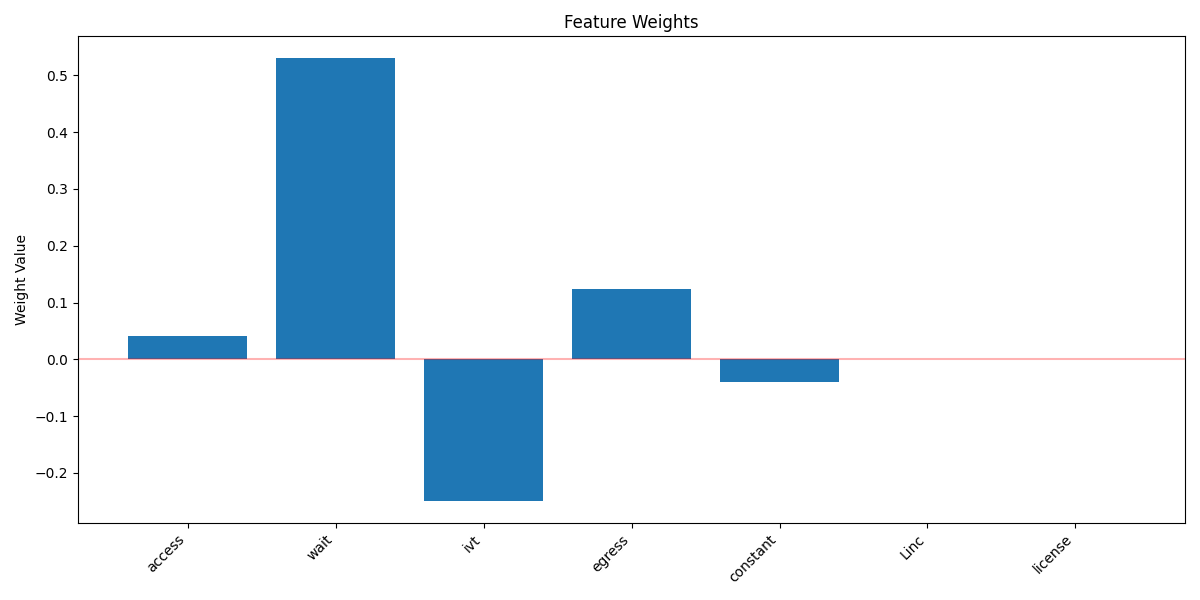 Feature Weights
0.5
0.4
0.3
0.2
0.1
0.0
−0.1
−0.2
Weight Value
access
wait
ivt
egress
constant
Linc
license